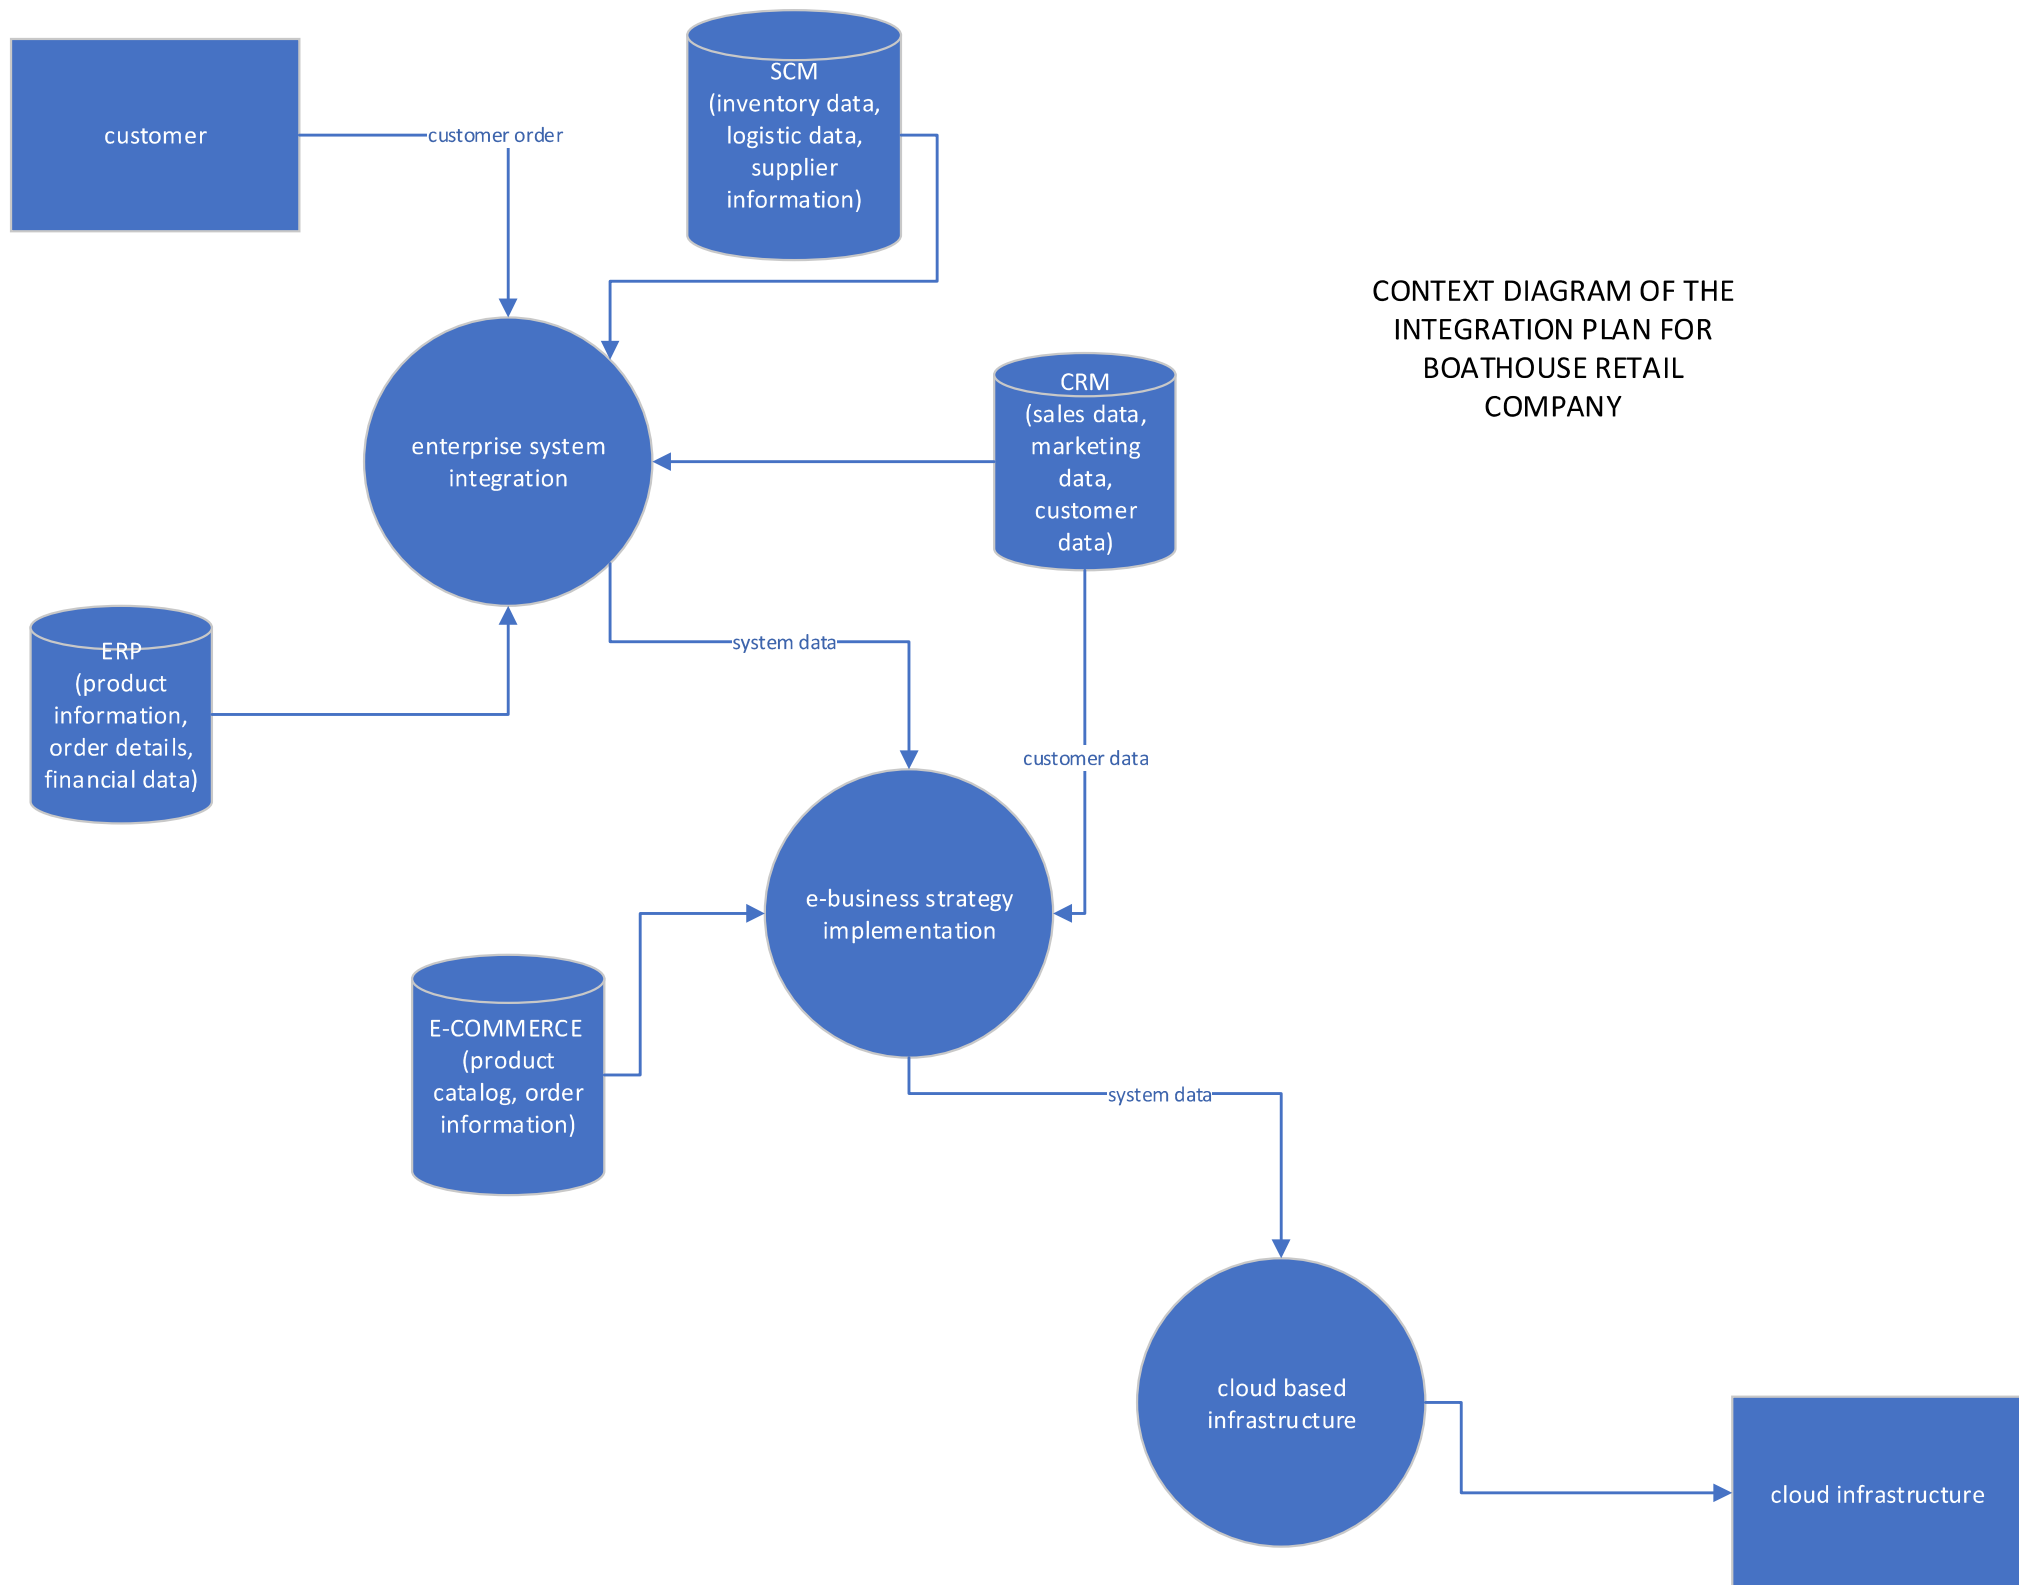 customer
customer order
SCM
(inventory data,
logistic data,
supplier
information)
CONTEXT DIAGRAM OF THE
INTEGRATION PLAN FOR
BOATHOUSE RETAIL
COMPANY
enterprise system
integration
CRM
(sales data,
marketing
data,
customer
data)
ERP
(product
information,
order details,
financial data)
system data
customer data
e-business strategy
implementation
E-COMMERCE
(product
catalog, order
information)
system data
cloud based
infrastructure
cloud infrastructure